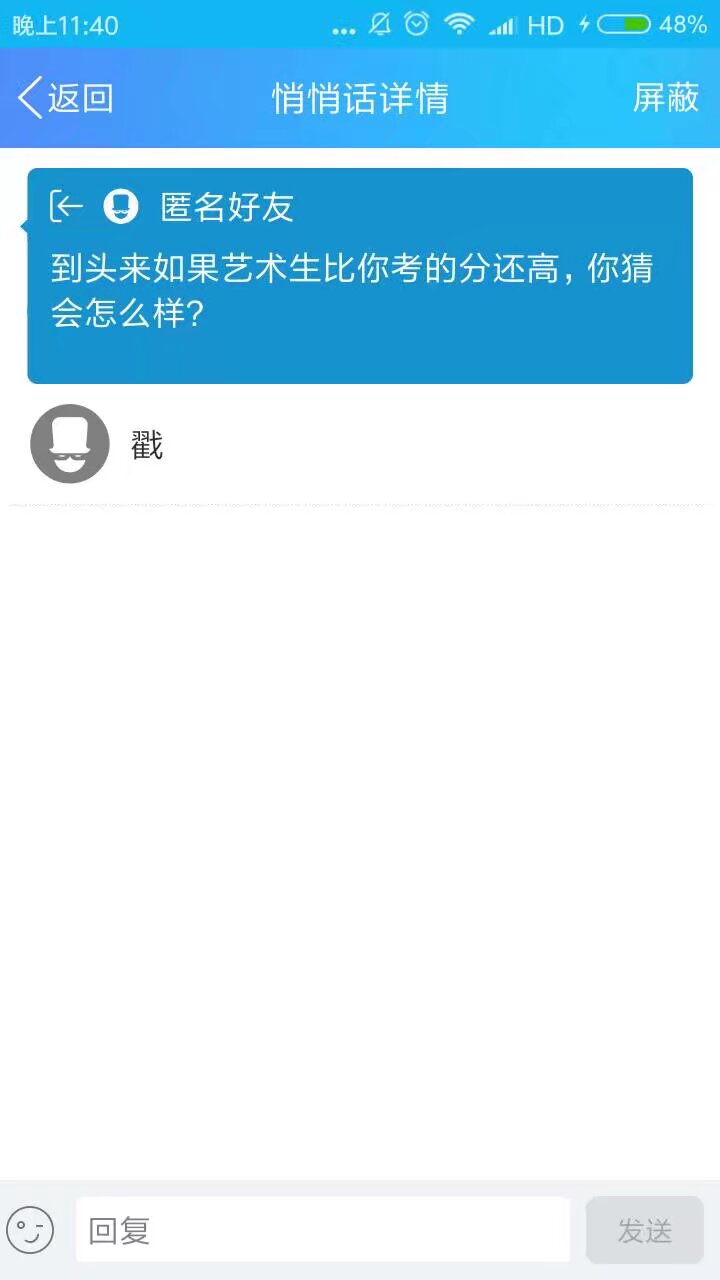 晚上11:40 ... HD 48%
返回 悄悄话详情 屏蔽
匿名好友
到头来如果艺术生比你考的分还高，你猜
会怎么样？
戳
回复 发送